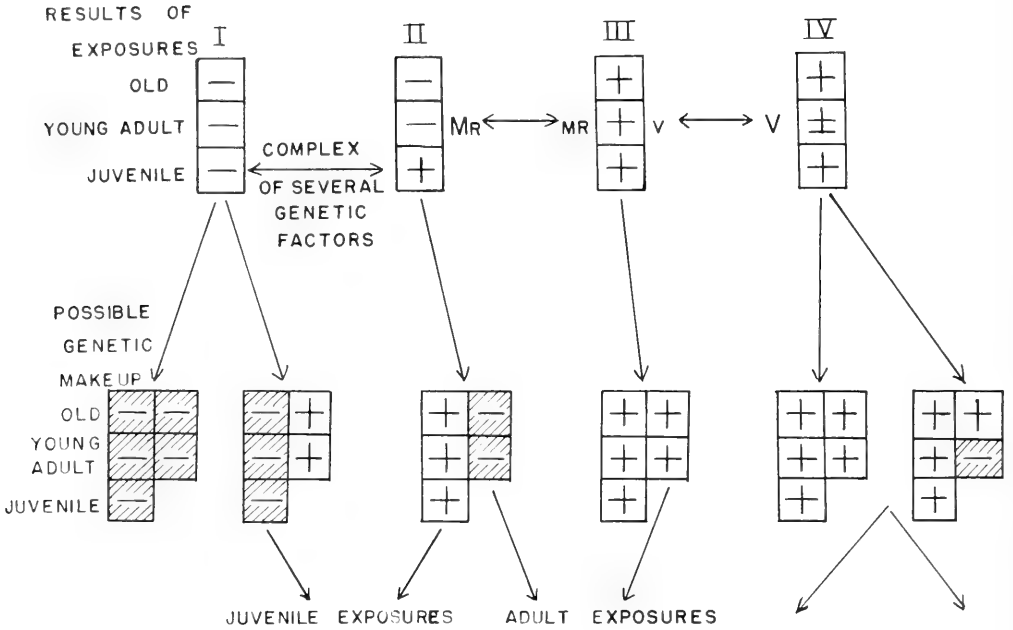 RESULTS OF
EXPOSURES I II III IV
OLD - - + +
YOUNG ADULT - - MR ↔ MR + V ↔ V ±
JUVENILE - + + +
COMPLEX
OF SEVERAL
GENETIC
FACTORS
POSSIBLE
GENETIC
MAKEUP
OLD - - - + + - + + + + + +
YOUNG
ADULT - - - + + - + + + + + -
JUVENILE - - + + + +
JUVENILE EXPOSURES ADULT EXPOSURES